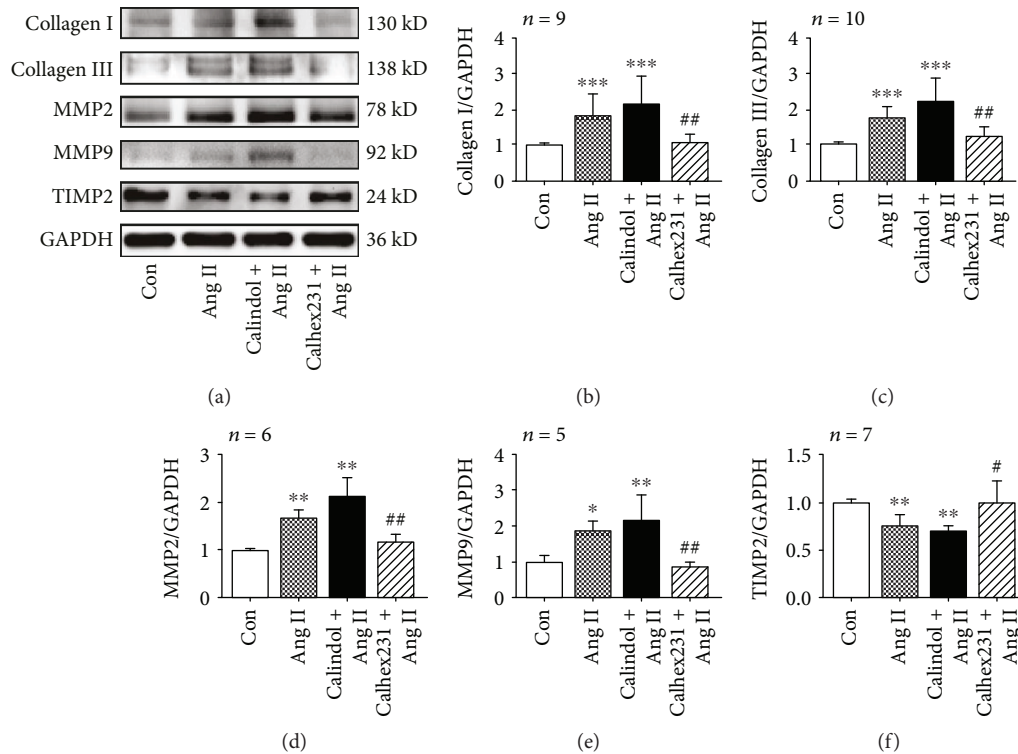 Collagen I 130 kD
Collagen III 138 kD
MMP2 78 kD
MMP9 92 kD
TIMP2 24 kD
GAPDH 36 kD
Con
Ang II
Calindol +
Ang II
Calhex231 +
Ang II
(a)
n = 9
Collagen I/GAPDH
4
3
2
1
0
***
***
##
Con
Ang II
Calindol +
Ang II
Calhex231 +
Ang II
(b)
n = 10
Collagen III/GAPDH
4
3
2
1
0
***
***
##
Con
Ang II
Calindol +
Ang II
Calhex231 +
Ang II
(c)
n = 6
MMP2/GAPDH
3
2
1
0
**
**
##
Con
Ang II
Calindol +
Ang II
Calhex231 +
Ang II
(d)
n = 5
MMP9/GAPDH
4
3
2
1
0
*
**
##
Con
Ang II
Calindol +
Ang II
Calhex231 +
Ang II
(e)
n = 7
TIMP2/GAPDH
1.5
1.0
0.5
0.0
**
**
#
Con
Ang II
Calindol +
Ang II
Calhex231 +
Ang II
(f)